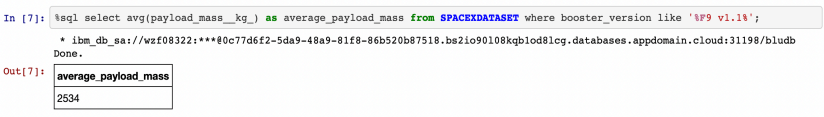 In [7]: %sql select avg(payload_mass__kg_) as average_payload_mass from SPACEXDATASET where booster_version like '%F9 v1.1%';
* ibm_db_sa://wzf08322:***@0c77d6f2-5da9-48a9-81f8-86b520b87518.bs2io90l08kqb1od8lcg.databases.appdomain.cloud:31198/bludb
Done.
Out[7]: average_payload_mass
2534